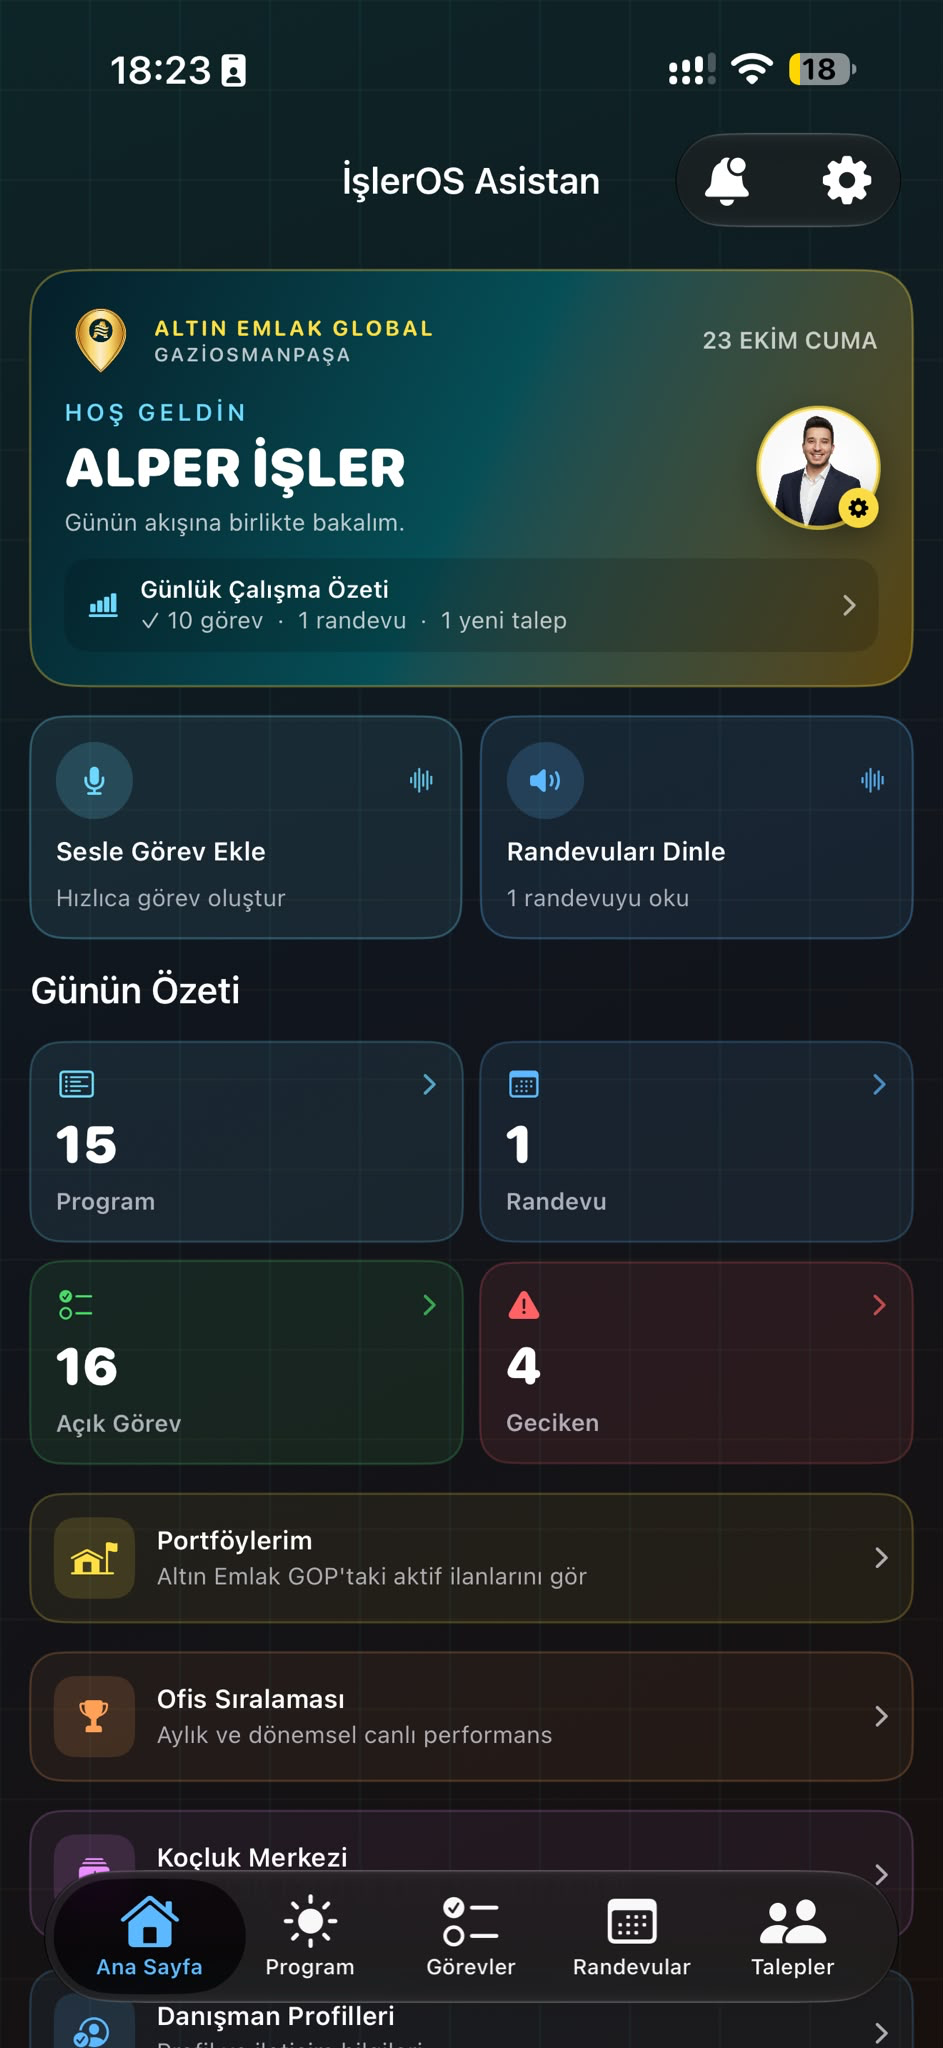 18:23
18
İşlerOS Asistan
ALTIN EMLAK GLOBAL
GAZİOSMANPAŞA
23 EKİM CUMA
HOŞ GELDİN
ALPER İŞLER
Günün akışına birlikte bakalım.
Günlük Çalışma Özeti
✓ 10 görev · 1 randevu · 1 yeni talep
Sesle Görev Ekle
Hızlıca görev oluştur
Randevuları Dinle
1 randevuyu oku
Günün Özeti
15
Program
1
Randevu
16
Açık Görev
4
Geciken
Portföylerim
Altın Emlak GOP'taki aktif ilanlarını gör
Ofis Sıralaması
Aylık ve dönemsel canlı performans
Koçluk Merkezi
Ana Sayfa
Program
Görevler
Randevular
Talepler
Danışman Profilleri